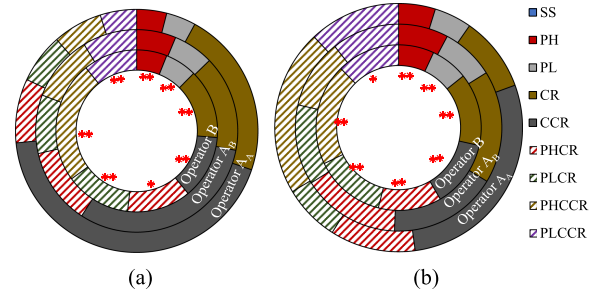 Operator B
Operator A_B
Operator A_A
(a)
Operator B
Operator A_B
Operator A_A
(b)
SS
PH
PL
CR
CCR
PHCR
PLCR
PHCCR
PLCCR